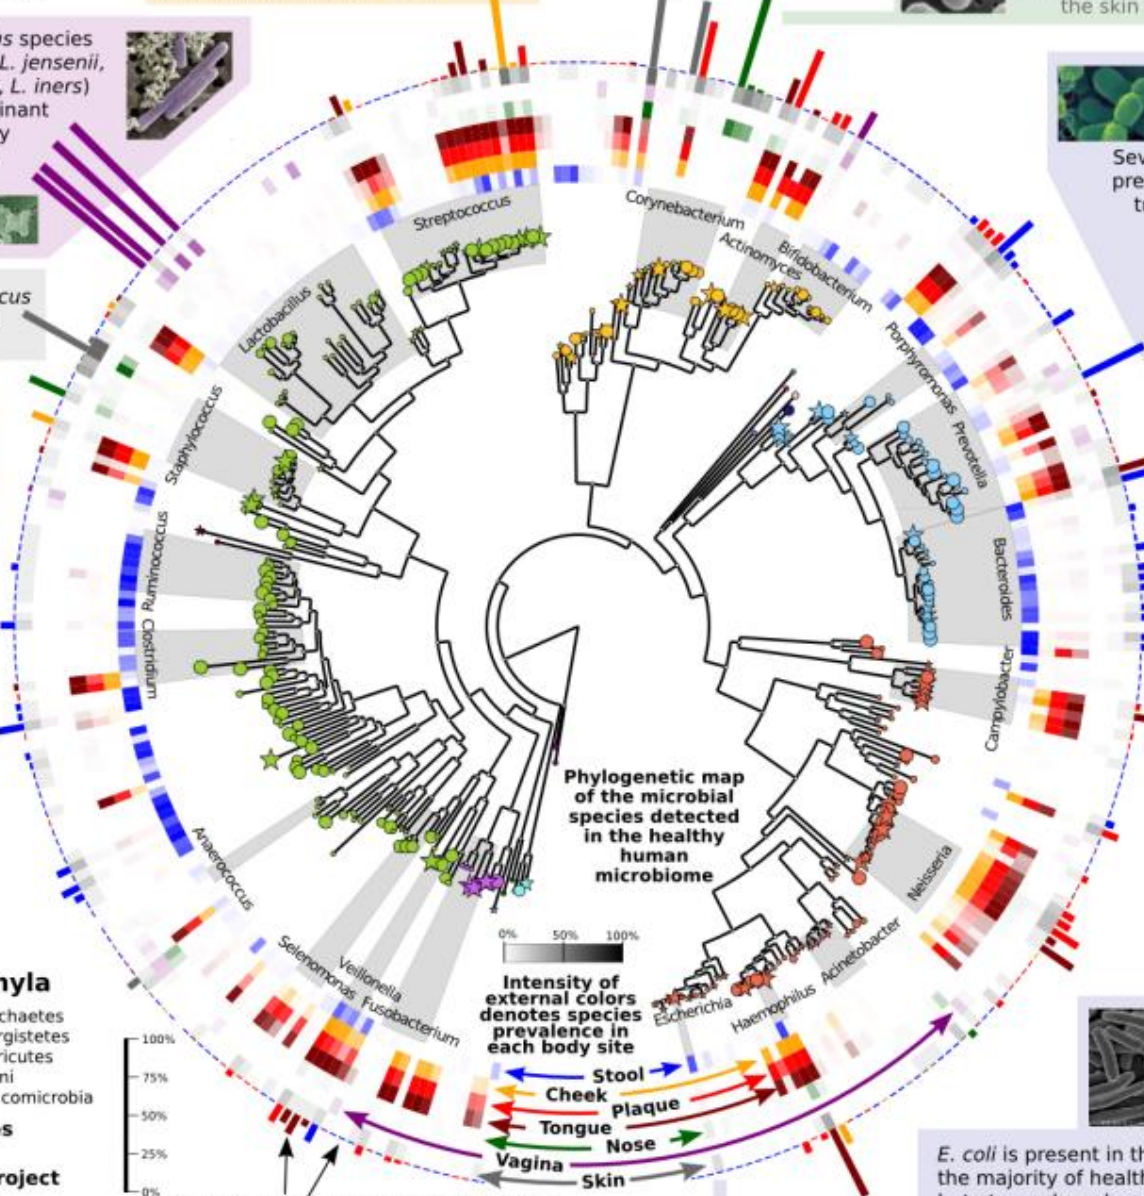 s species
L. jensenii,
, L. iners)
inant
y
the skin
Sev
pre
tu
cus
Streptococcus
Corynebacterium
Actinomyces
Bifidobacterium
Lactobacillus
Porphyromonas
Prevotella
Staphylococcus
Ruminococcus
Bacteroides
Clostridium
Campylobacter
Phylogenetic map
of the microbial
species detected
in the healthy
human
microbiome
Anaerococcus
Neisseria
Selenomonas
Veillonella
Fusobacterium
Acinetobacter
Haemophilus
Escherichia
0% 50% 100%
Intensity of
external colors
denotes species
prevalence in
each body site
Stool
Cheek
Plaque
Tongue
Nose
Vagina
Skin
hyla
chaetes
rgistetes
ricutes
mi
comicrobia
s
roject
100%
75%
50%
25%
0%
E. coli is present in th
the majority of healt